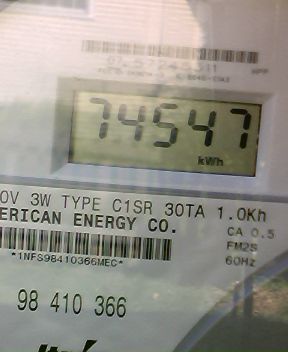 74547
kWh
0V 3W TYPE C1SR 30TA 1.0Kh
ERICAN ENERGY CO.
CA 0.5
FM2S
60Hz
*1NFS98410366MEC*
98 410 366